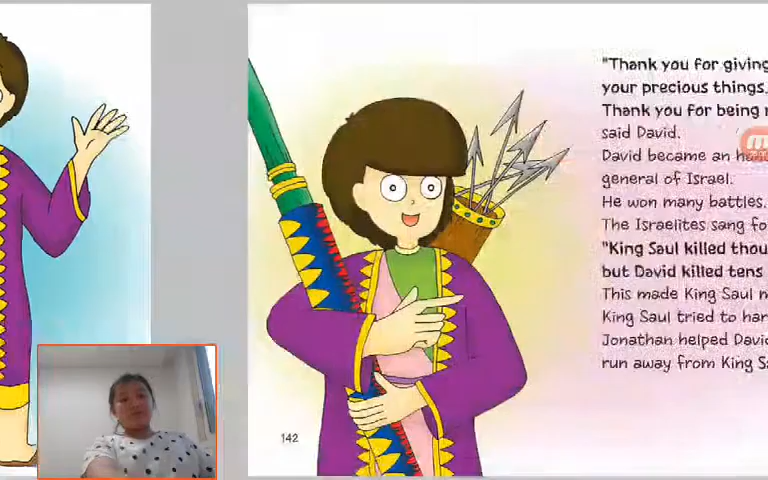 "Thank you for giving
your precious things.
Thank you for being
said David.
David became an
general of Israel.
He won many battles.
The Israelites sang
"King Saul killed
but David killed tens
This made King Saul
King Saul tried to
Jonathan helped
run away from King
142